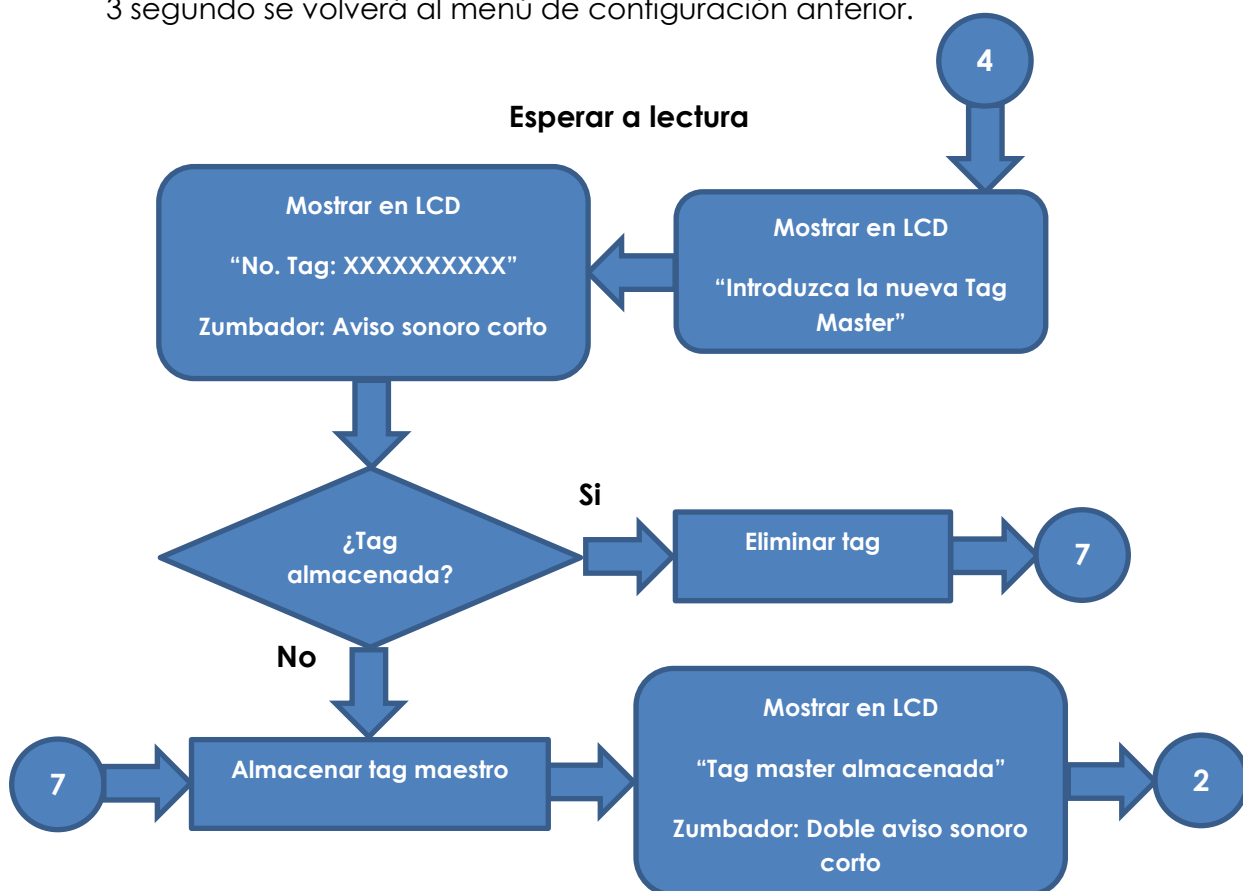 3 segundo se volverá al menú de configuración anterior.
4
Esperar a lectura
Mostrar en LCD
“Introduzca la nueva Tag
Master”
Mostrar en LCD
“No. Tag: XXXXXXXXXX”
Zumbador: Aviso sonoro corto
¿Tag
almacenada?
Si
Eliminar tag
7
No
7
Almacenar tag maestro
Mostrar en LCD
“Tag master almacenada”
Zumbador: Doble aviso sonoro
corto
2